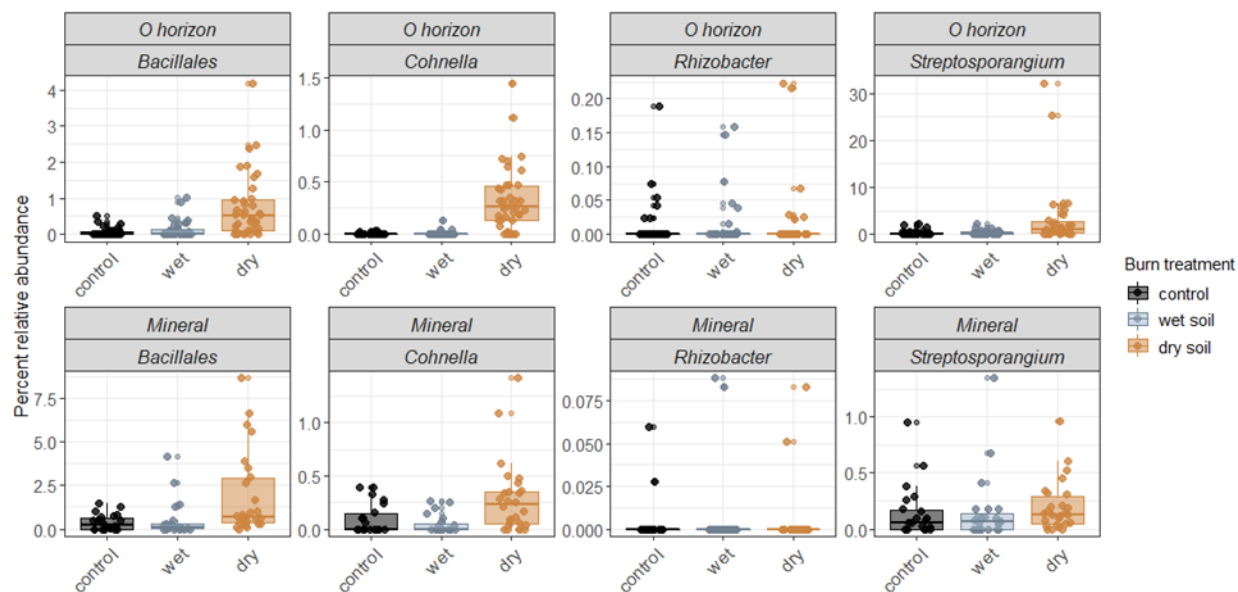 O horizon
O horizon
O horizon
O horizon
Bacillales
Cohnella
Rhizobacter
Streptosporangium
4
3
2
1
0
1.5
1.0
0.5
0.0
0.20
0.15
0.10
0.05
0.00
30
20
10
0
control
wet
dry
control
wet
dry
control
wet
dry
control
wet
dry
Mineral
Mineral
Mineral
Mineral
Bacillales
Cohnella
Rhizobacter
Streptosporangium
7.5
5.0
2.5
0.0
1.0
0.5
0.0
0.075
0.050
0.025
0.000
1.0
0.5
0.0
control
wet
dry
control
wet
dry
control
wet
dry
control
wet
dry
Percent relative abundance
Burn treatment
control
wet soil
dry soil